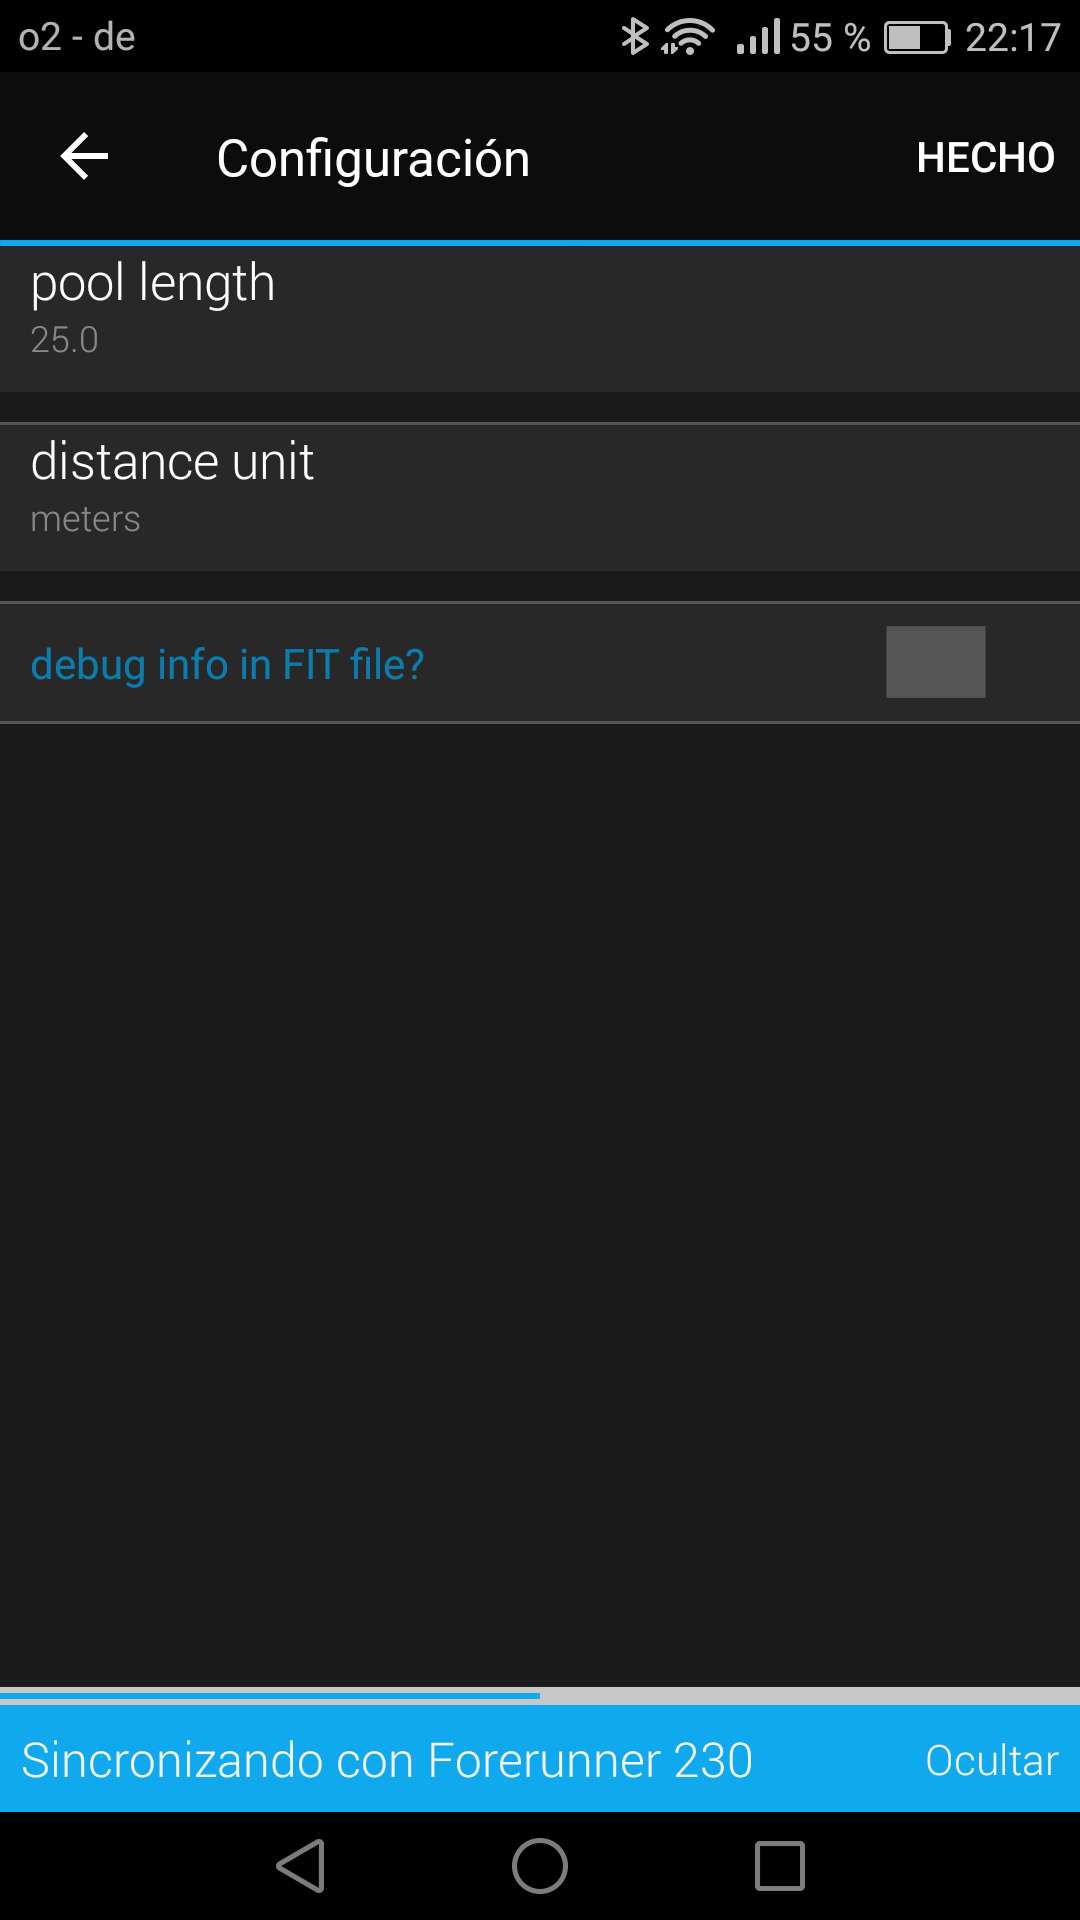 o2 - de 55 % 22:17
Configuración HECHO
pool length
25.0
distance unit
meters
debug info in FIT file?
Sincronizando con Forerunner 230 Ocultar